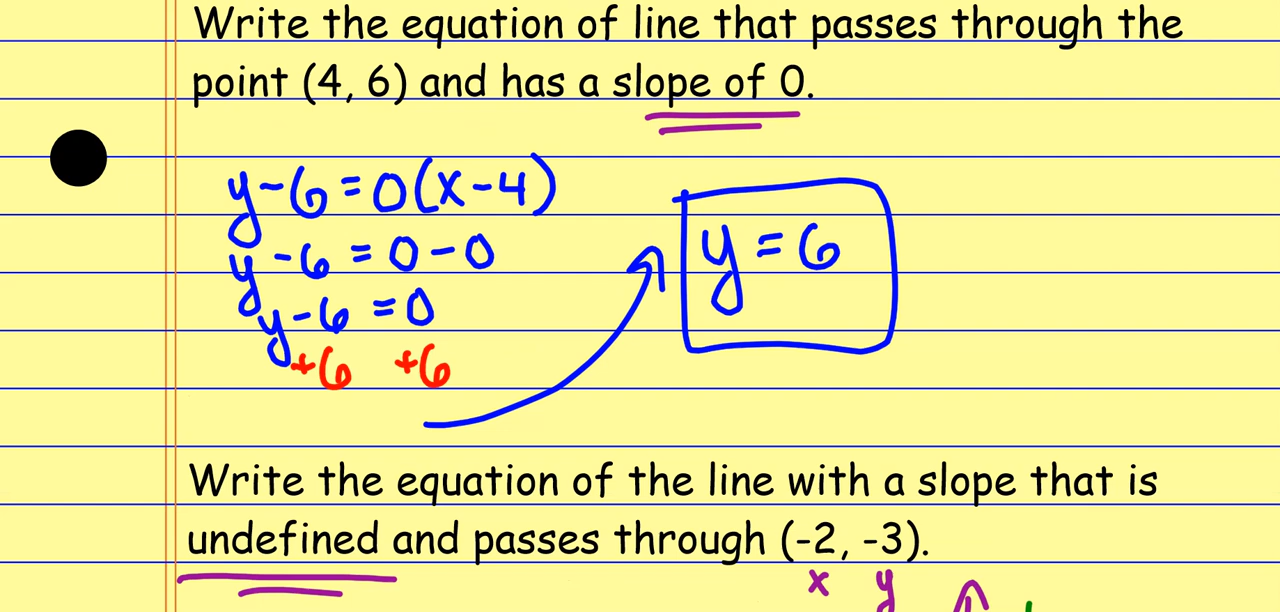 Write the equation of line that passes through the
point (4, 6) and has a slope of 0.
y-6=0(x-4)
y-6=0-0
y-6=0
+6 +6
y=6
Write the equation of the line with a slope that is
undefined and passes through (-2, -3).
x y